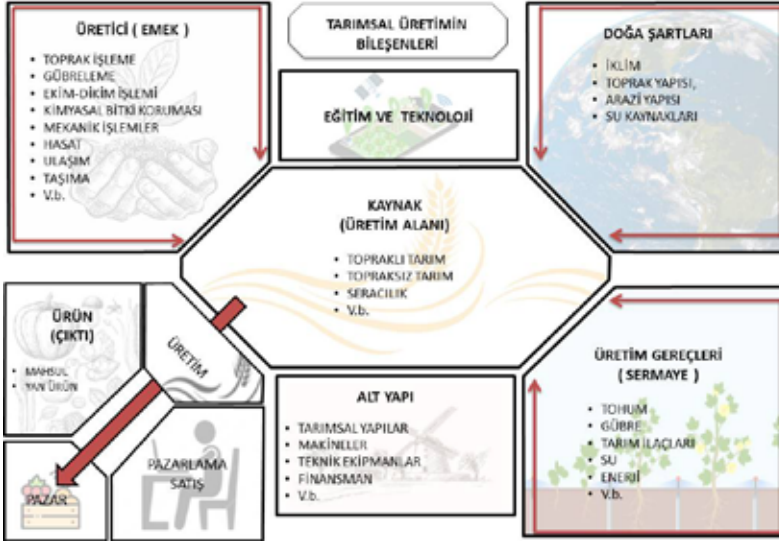 TARIMSAL ÜRETİMİN
BİLEŞENLERİ
ÜRETİCİ ( EMEK )
• TOPRAK İŞLEME
• GÜBRELEME
• EKİM-DİKİM İŞLEMİ
• KİMYASAL BİTKİ KORUMASI
• MEKANİK İŞLEMLER
• HASAT
• ULAŞIM
• TAŞIMA
• V.b.
EĞİTİM VE TEKNOLOJİ
DOĞA ŞARTLARI
• İKLİM
• TOPRAK YAPISI,
• ARAZİ YAPISI
• SU KAYNAKLARI
KAYNAK
(ÜRETİM ALANI)
• TOPRAKLI TARIM
• TOPRAKSIZ TARIM
• SERACILIK
• V.b.
ÜRÜN
(ÇIKTI)
• MAHSUL
• YAN ÜRÜN
ÜRETİM
PAZARLAMA
SATIŞ
PAZAR
ALT YAPI
• TARIMSAL YAPILAR
• MAKİNELER
• TEKNİK EKİPMANLAR
• FİNANSMAN
• V.b.
ÜRETİM GEREÇLERİ
( SERMAYE )
• TOHUM
• GÜBRE
• TARIM İLAÇLARI
• SU
• ENERJİ
• V.b.